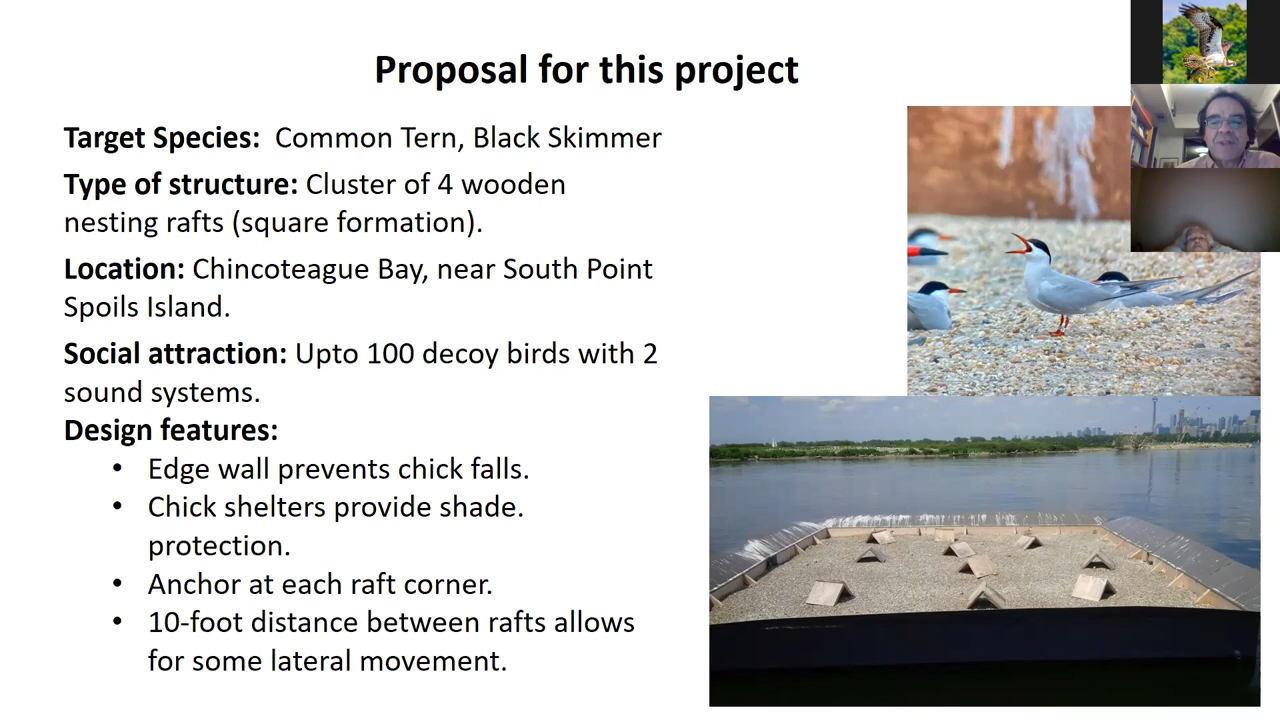 Proposal for this project
Target Species: Common Tern, Black Skimmer
Type of structure: Cluster of 4 wooden
nesting rafts (square formation).
Location: Chincoteague Bay, near South Point
Spoils Island.
Social attraction: Upto 100 decoy birds with 2
sound systems.
Design features:
• Edge wall prevents chick falls.
• Chick shelters provide shade.
protection.
• Anchor at each raft corner.
• 10-foot distance between rafts allows
for some lateral movement.